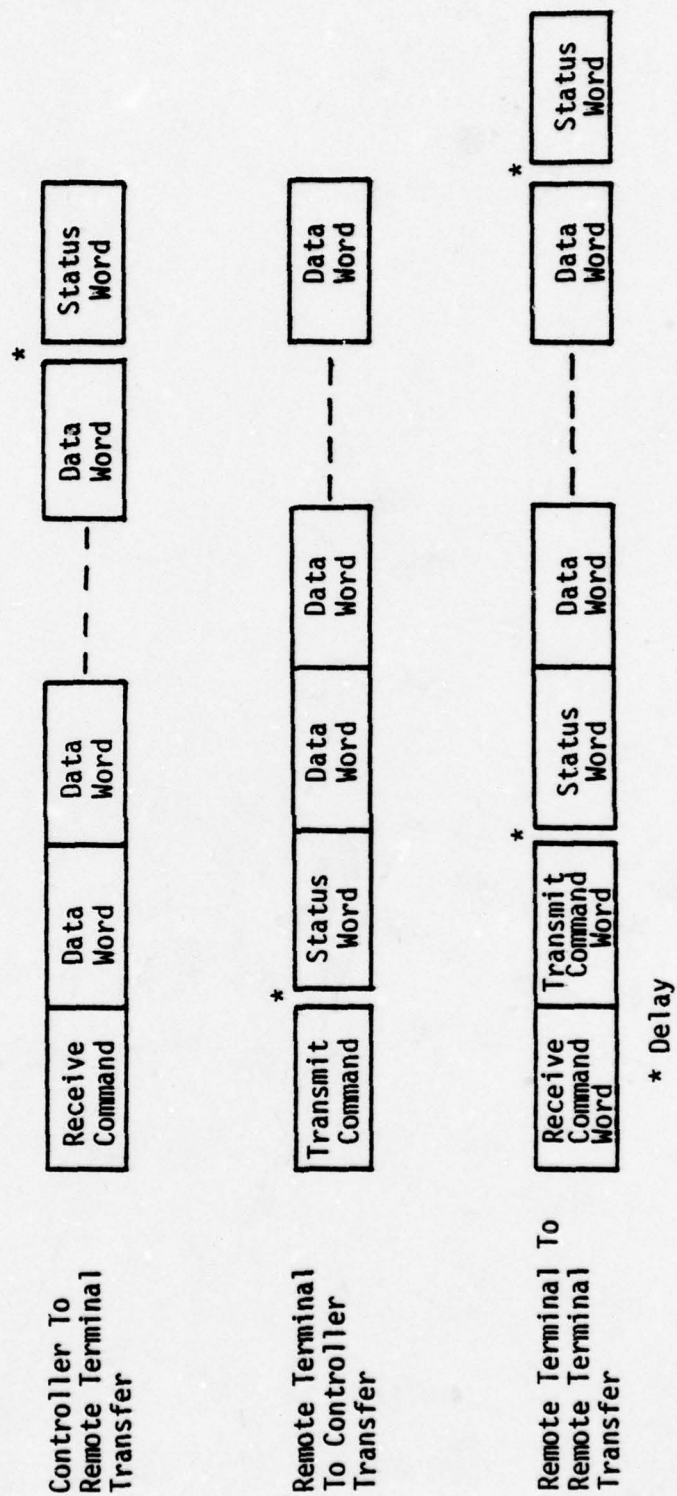 Controller To
Remote Terminal
Transfer
Receive
Command
Data
Word
Data
Word
Data
Word
*
Status
Word
Remote Terminal
To Controller
Transfer
Transmit
Command
*
Status
Word
Data
Word
Data
Word
Data
Word
Remote Terminal To
Remote Terminal
Transfer
Receive
Command
Word
Transmit
Command
Word
*
Status
Word
Data
Word
Data
Word
*
Status
Word
* Delay